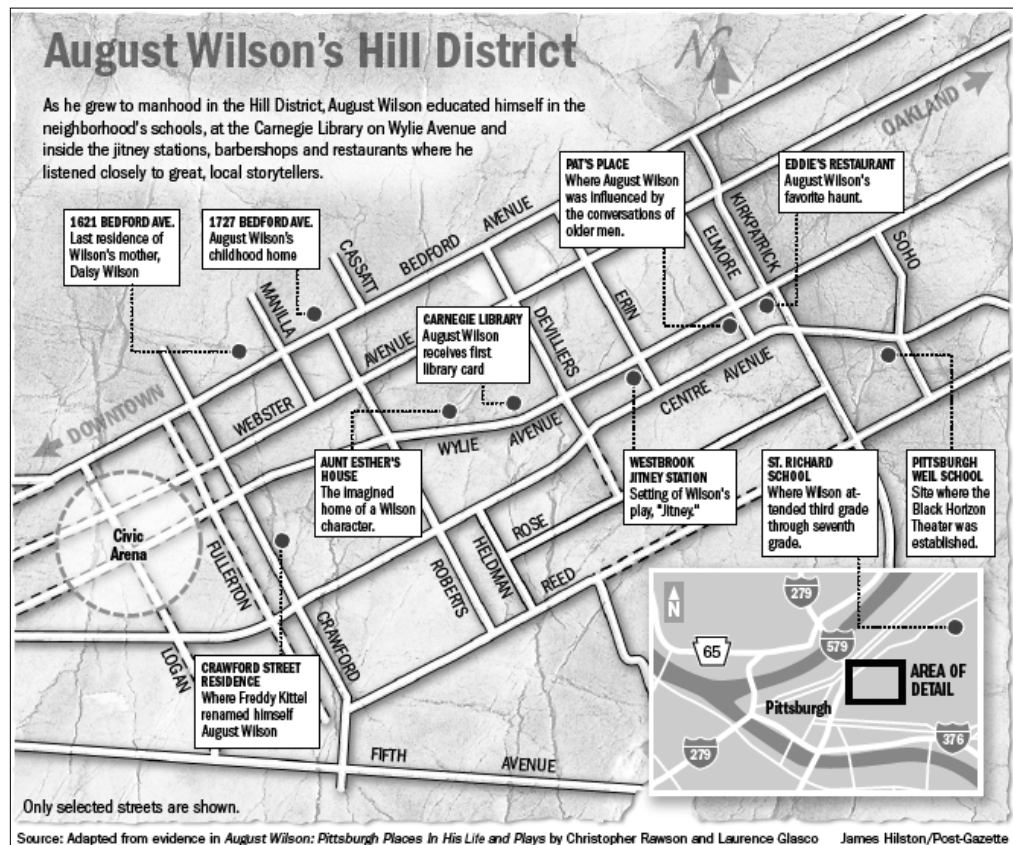 August Wilson's Hill District
N
As he grew to manhood in the Hill District, August Wilson educated himself in the
neighborhood's schools, at the Carnegie Library on Wylie Avenue and
inside the jitney stations, barbershops and restaurants where he
listened closely to great, local storytellers.
OAKLAND
PAT'S PLACE
Where August Wilson
was influenced by
the conversations of
older men.
EDDIE'S RESTAURANT
August Wilson's
favorite haunt.
1621 BEDFORD AVE.
Last residence of
Wilson's mother,
Daisy Wilson
1727 BEDFORD AVE.
August Wilson's
childhood home
CASSATT
BEDFORD AVENUE
MANILLA
KIRKPATRICK
ELMORE
SOHO
ERIN
DEVILLIERS
CARNEGIE LIBRARY
August Wilson
receives first
library card
WEBSTER AVENUE
CENTRE AVENUE
WYLIE AVENUE
DOWNTOWN
AUNT ESTHER'S
HOUSE
The imagined
home of a Wilson
character.
WESTBROOK
JITNEY STATION
Setting of Wilson's
play, "Jitney."
ST. RICHARD
SCHOOL
Where Wilson at-
tended third grade
through seventh
grade.
PITTSBURGH
WEIL SCHOOL
Site where the
Black Horizon
Theater was
established.
Civic
Arena
FULLERTON
ROSE
HELDMAN
REED
ROBERTS
CRAWFORD
LOGAN
CRAWFORD STREET
RESIDENCE
Where Freddy Kittel
renamed himself
August Wilson
FIFTH AVENUE
N
279
65
579
AREA OF
DETAIL
Pittsburgh
376
279
Only selected streets are shown.
Source: Adapted from evidence in August Wilson: Pittsburgh Places In His Life and Plays by Christopher Rawson and Laurence Glasco
James Hilston/Post-Gazette